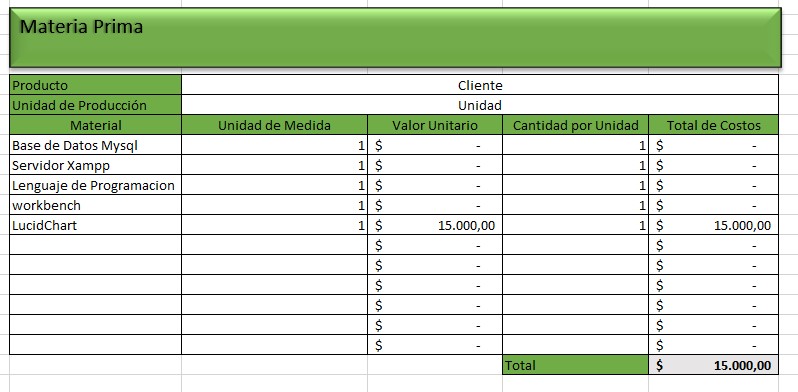 Materia Prima
Producto Cliente
Unidad de Producción Unidad
Material Unidad de Medida Valor Unitario Cantidad por Unidad Total de Costos
Base de Datos Mysql 1 $ - 1 $ -
Servidor Xampp 1 $ - 1 $ -
Lenguaje de Programacion 1 $ - 1 $ -
workbench 1 $ - 1 $ -
LucidChart 1 $ 15.000,00 1 $ 15.000,00
$ - $ -
$ - $ -
$ - $ -
$ - $ -
$ - $ -
$ - $ -
Total $ 15.000,00